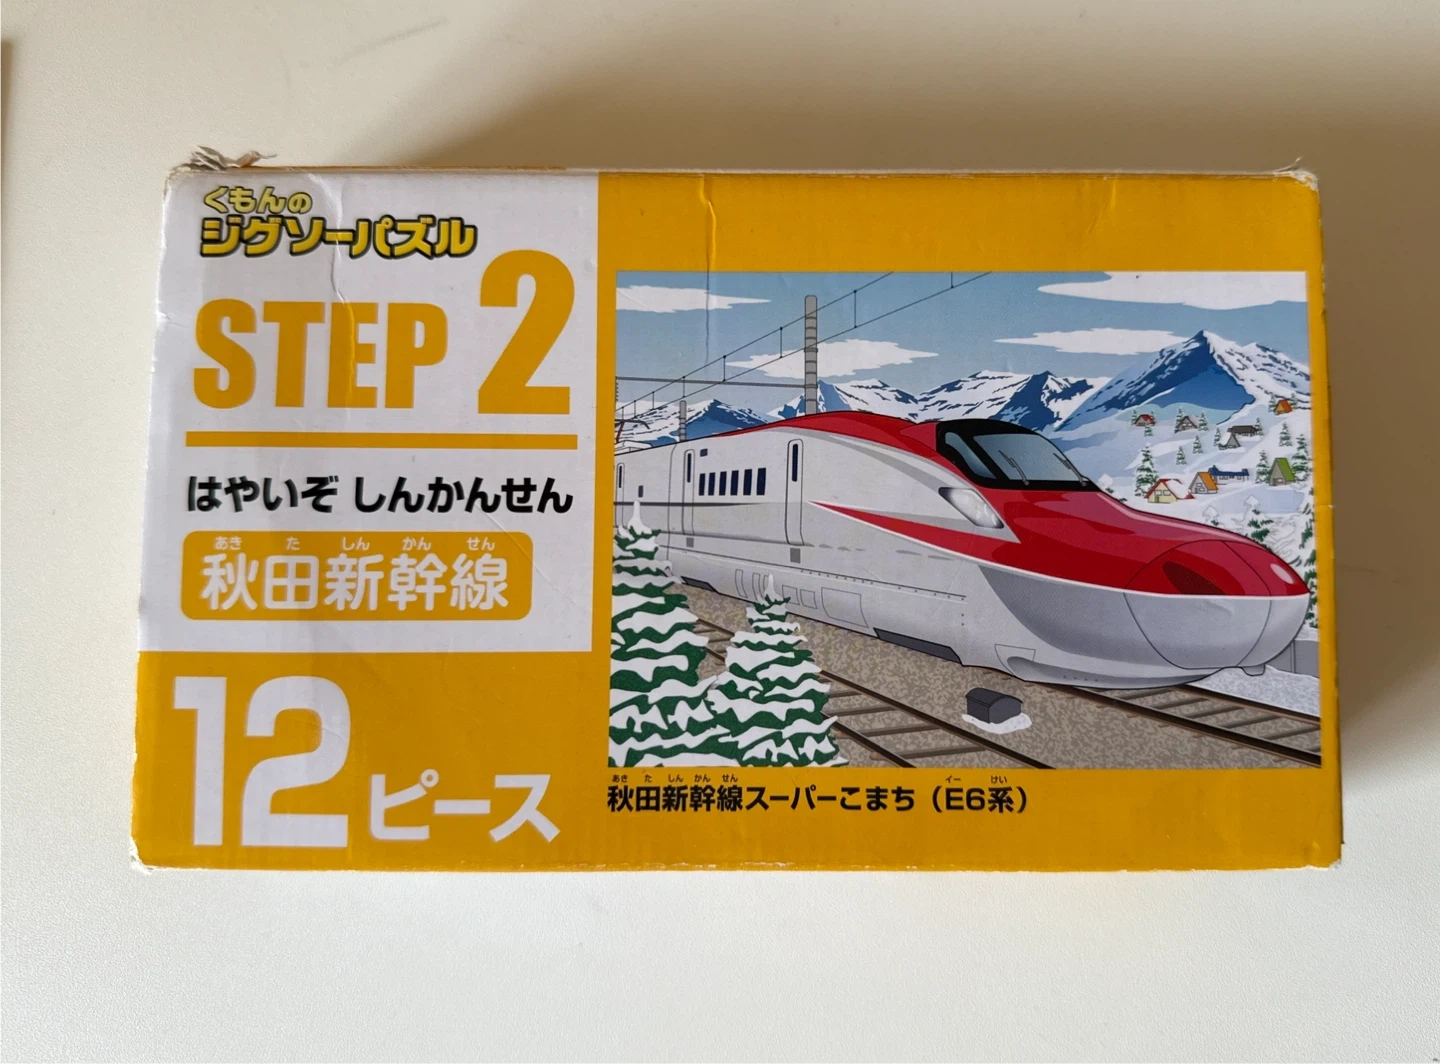 くもんの
ジグソーパズル
STEP 2
はやいぞ しんかんせん
あき た しん かん せん
秋田新幹線
12ピース
あき た しん かん せん イー けい
秋田新幹線スーパーこまち（E6系）